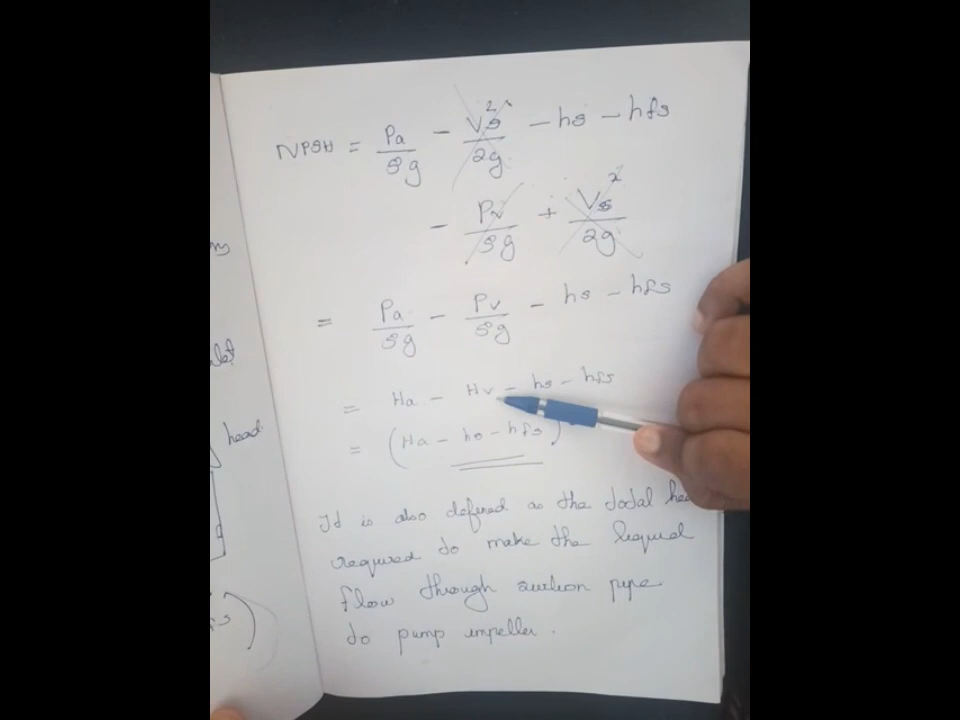 NPSH = Pa/ρg - Vs²/2g - hs - hfs
- Pv/ρg + Vs²/2g
= Pa/ρg - Pv/ρg - hs - hfs
= Ha - Hv - hs - hfs
= (Ha - hs - hfs)
head
It is also defined as the total hea
required to make the liquid
flow through suction pipe
to pump impeller.